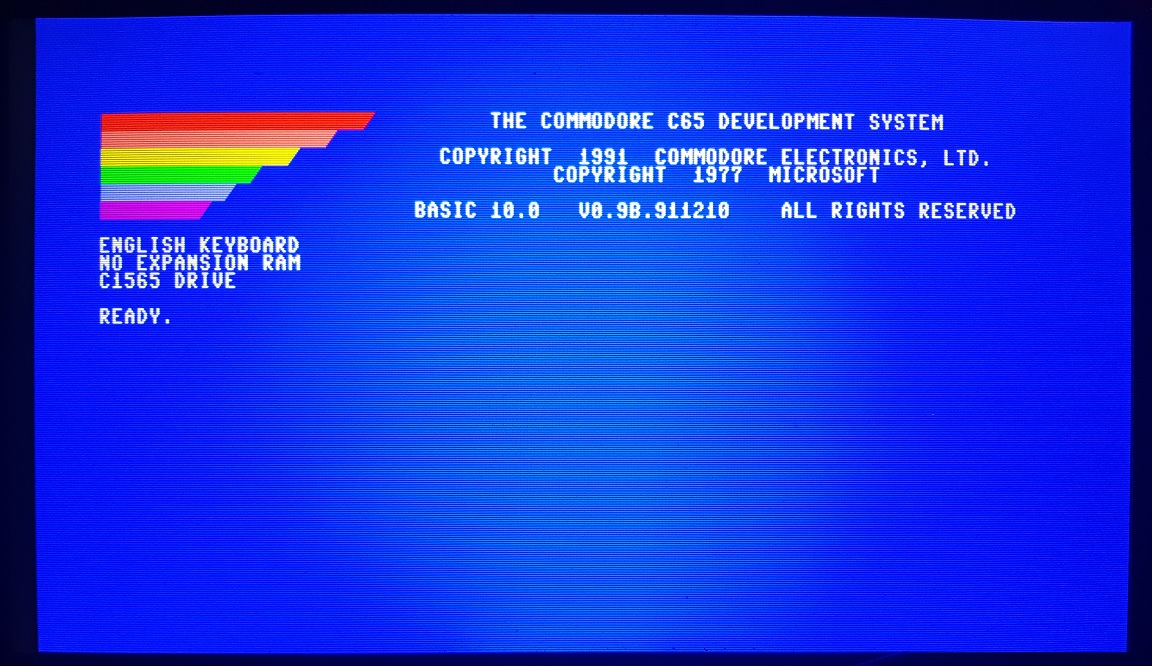 THE COMMODORE C65 DEVELOPMENT SYSTEM
COPYRIGHT 1991 COMMODORE ELECTRONICS, LTD.
COPYRIGHT 1977 MICROSOFT
BASIC 10.0 V0.9B.911210 ALL RIGHTS RESERVED
ENGLISH KEYBOARD
NO EXPANSION RAM
C1565 DRIVE
READY.